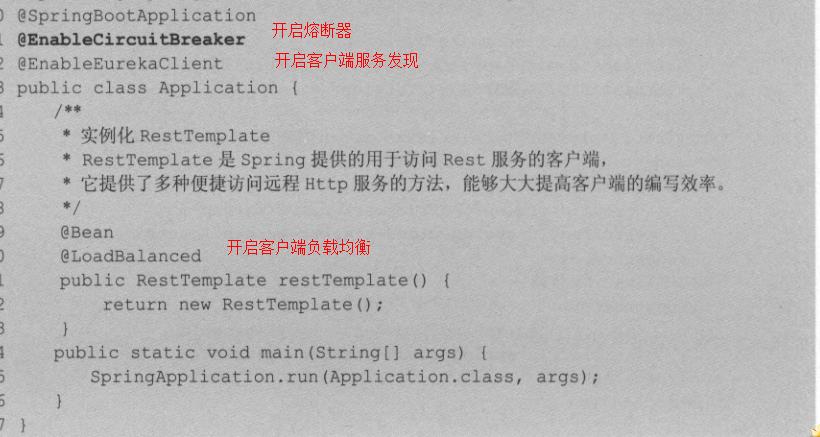 0 @SpringBootApplication
1 @EnableCircuitBreaker 开启熔断器
2 @EnableEurekaClient 开启客户端服务发现
3 public class Application {
4 /**
5 * 实例化 RestTemplate
6 * RestTemplate 是 Spring 提供的用于访问 Rest 服务的客户端，
7 * 它提供了多种便捷访问远程 Http 服务的方法，能够大大提高客户端的编写效率。
8 */
9 @Bean
0 @LoadBalanced 开启客户端负载均衡
1 public RestTemplate restTemplate() {
2 return new RestTemplate();
3 }
4 public static void main(String[] args) {
5 SpringApplication.run(Application.class, args);
6 }
7 }